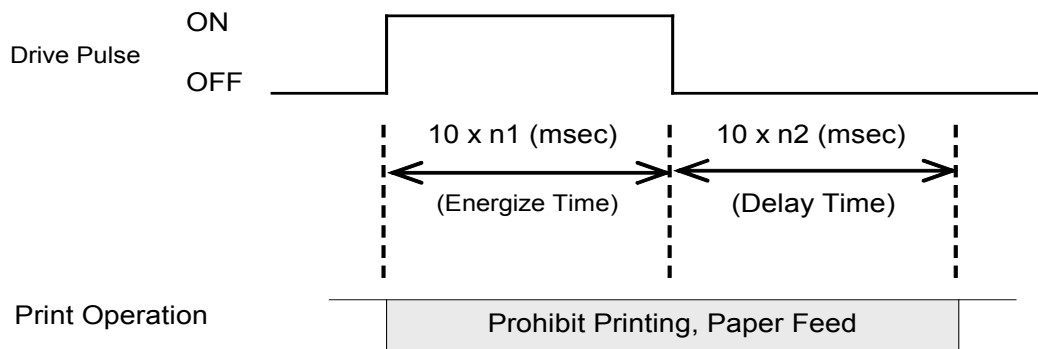 ON
Drive Pulse
OFF
10 x n1 (msec) 10 x n2 (msec)
(Energize Time) (Delay Time)
Print Operation Prohibit Printing, Paper Feed